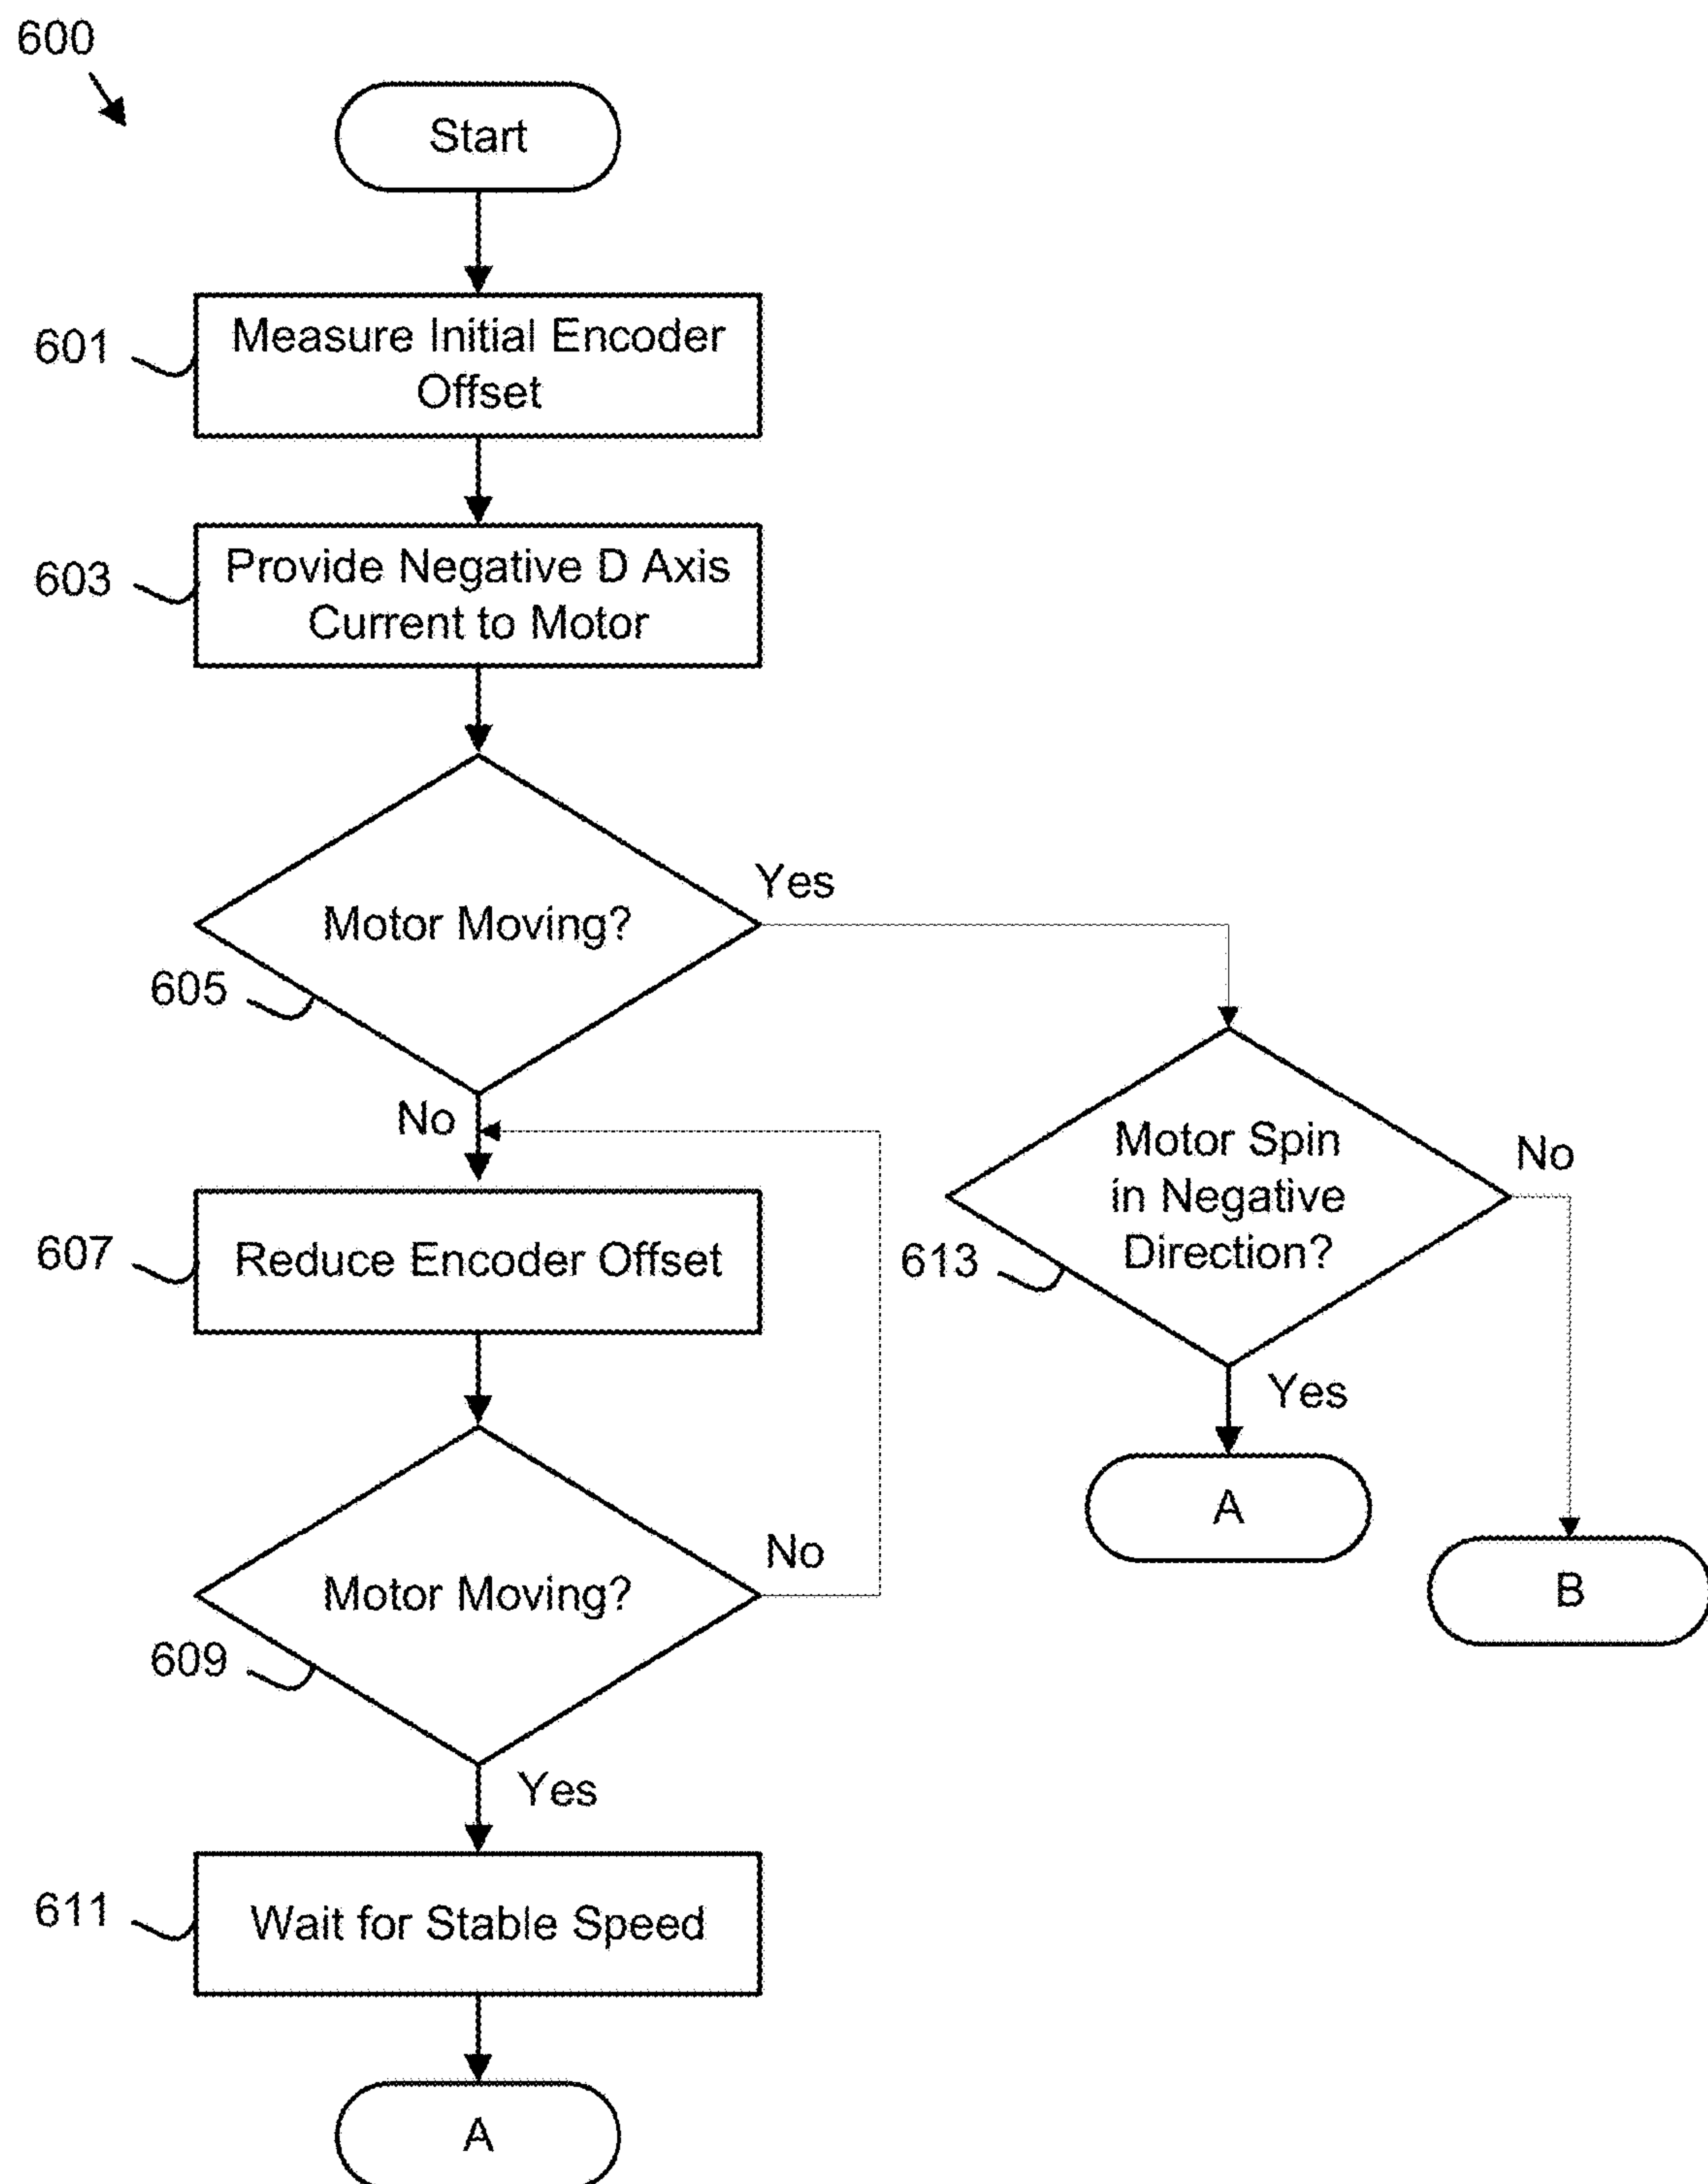 600
Start
601
Measure Initial Encoder
Offset
603
Provide Negative D Axis
Current to Motor
Motor Moving?
Yes
605
No
607
Reduce Encoder Offset
Motor Spin
in Negative
Direction?
No
613
Yes
A
B
Motor Moving?
No
609
Yes
611
Wait for Stable Speed
A